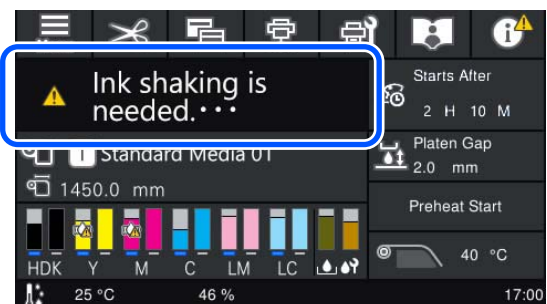 Ink shaking is
needed.···
Starts After
2 H 10 M
1 Standard Media 01
Platen Gap
2.0 mm
1450.0 mm
Preheat Start
HDK Y M C LM LC
40 °C
25 °C 46 % 17:00